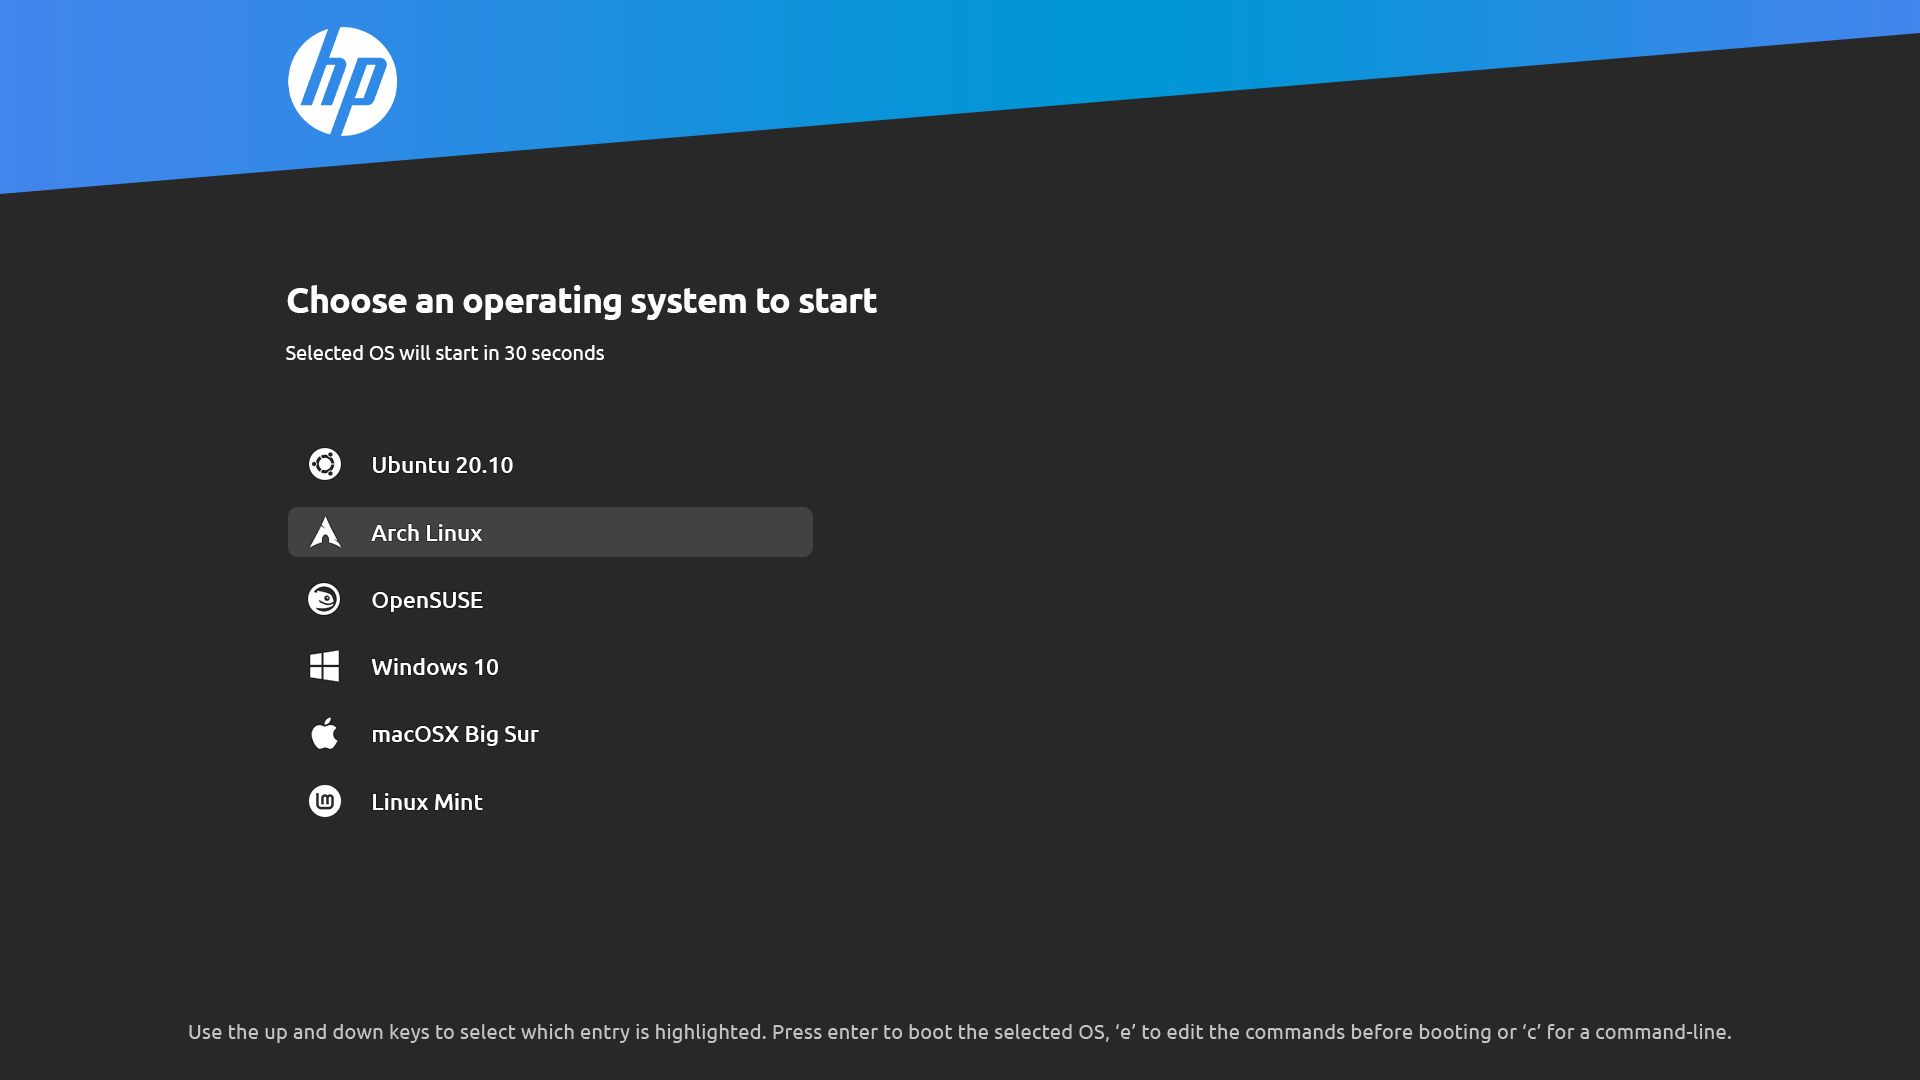 hp
Choose an operating system to start
Selected OS will start in 30 seconds
Ubuntu 20.10
Arch Linux
OpenSUSE
Windows 10
macOSX Big Sur
Linux Mint
Use the up and down keys to select which entry is highlighted. Press enter to boot the selected OS, ‘e’ to edit the commands before booting or ‘c’ for a command-line.